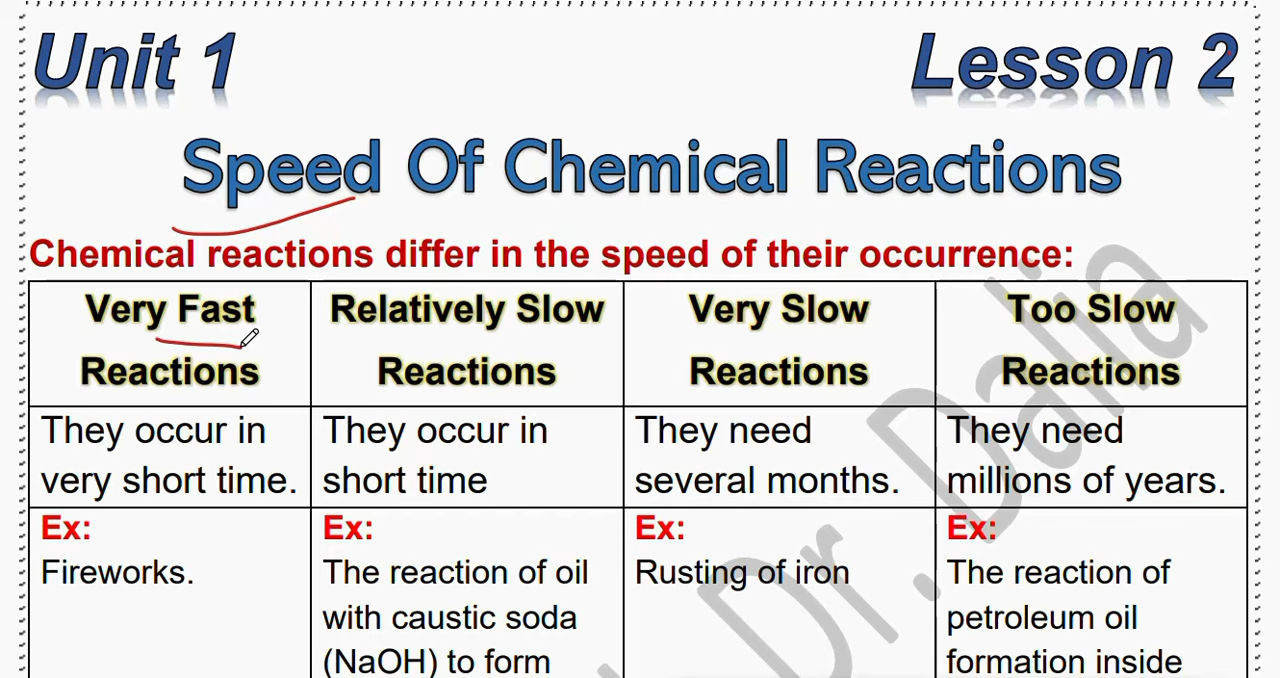 Unit 1 Lesson 2
Speed Of Chemical Reactions
Chemical reactions differ in the speed of their occurrence:
Very Fast Reactions
Relatively Slow Reactions
Very Slow Reactions
Too Slow Reactions
They occur in
very short time.
They occur in
short time
They need
several months.
They need
millions of years.
Ex:
Fireworks.
Ex:
The reaction of oil
with caustic soda
(NaOH) to form
Ex:
Rusting of iron
Ex:
The reaction of
petroleum oil
formation inside
Dr. Dalia